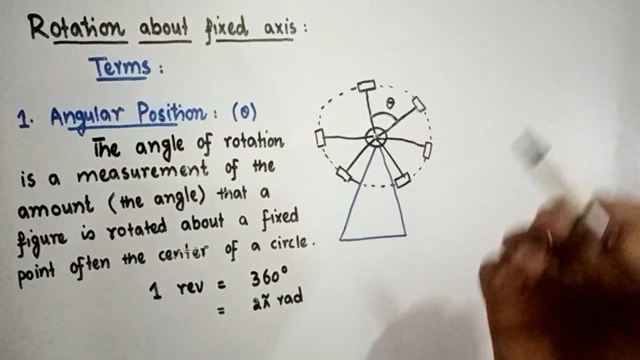 Rotation about fixed axis:
Terms:
1. Angular Position: (θ)
The angle of rotation
is a measurement of the
amount (the angle) that a
figure is rotated about a fixed
point often the center of a circle.
1 rev = 360°
= 2π rad
θ